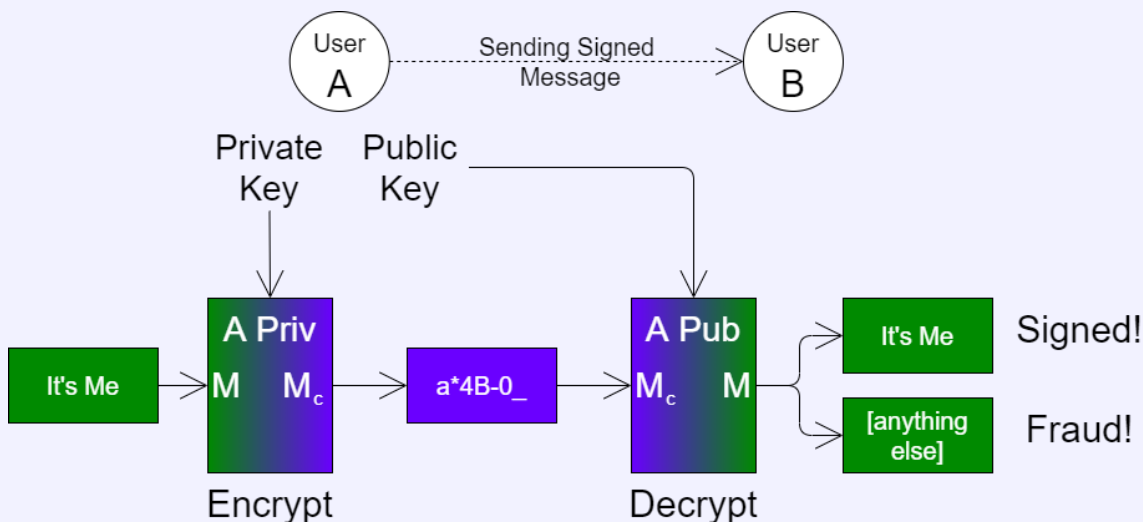 User
A
Sending Signed
Message
User
B
Private
Key
Public
Key
A Priv
M
Mc
Encrypt
It's Me
a*4B-0_
A Pub
Mc
M
Decrypt
It's Me
Signed!
[anything
else]
Fraud!